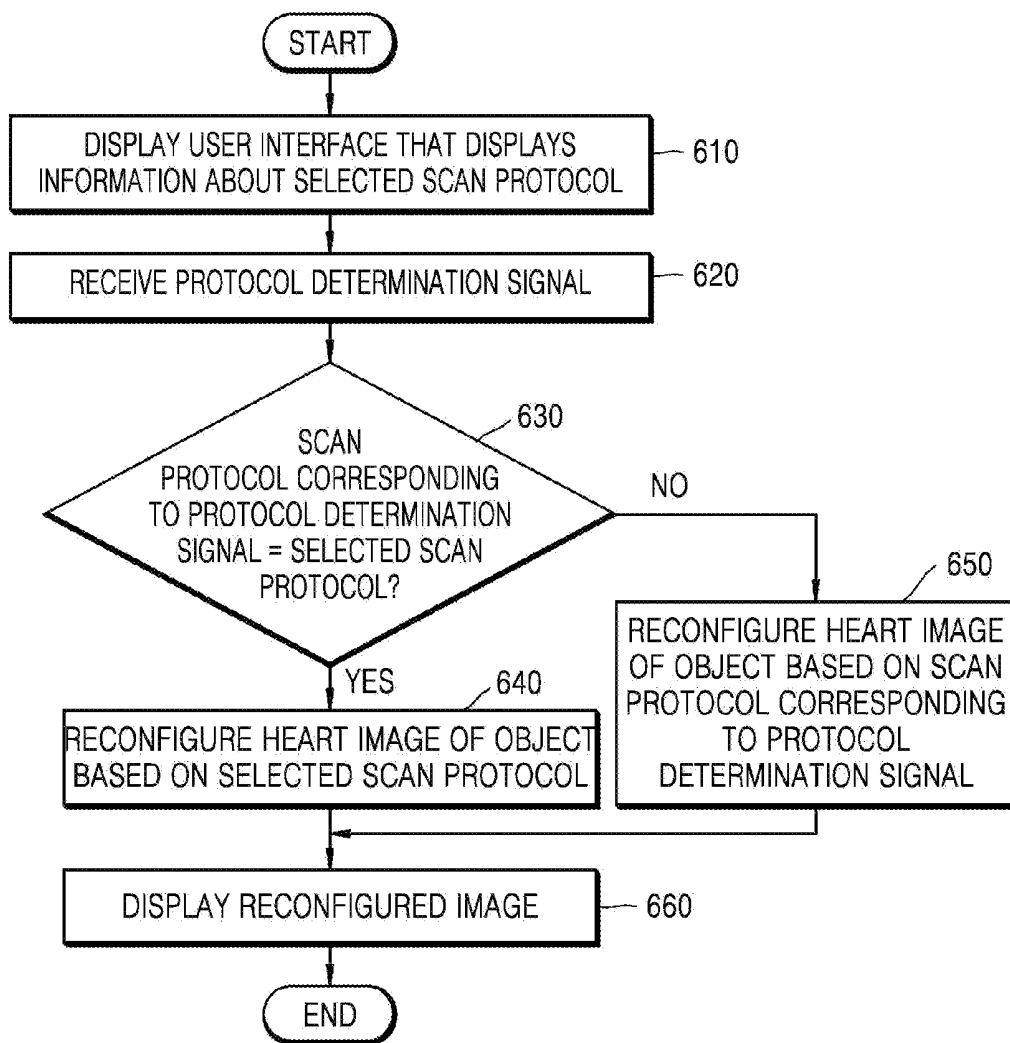 START
DISPLAY USER INTERFACE THAT DISPLAYS
INFORMATION ABOUT SELECTED SCAN PROTOCOL
610
RECEIVE PROTOCOL DETERMINATION SIGNAL
620
630
SCAN
PROTOCOL CORRESPONDING
TO PROTOCOL DETERMINATION
SIGNAL = SELECTED SCAN
PROTOCOL?
NO
YES
640
RECONFIGURE HEART IMAGE OF OBJECT
BASED ON SELECTED SCAN PROTOCOL
650
RECONFIGURE HEART IMAGE
OF OBJECT BASED ON SCAN
PROTOCOL CORRESPONDING
TO PROTOCOL
DETERMINATION SIGNAL
DISPLAY RECONFIGURED IMAGE
660
END